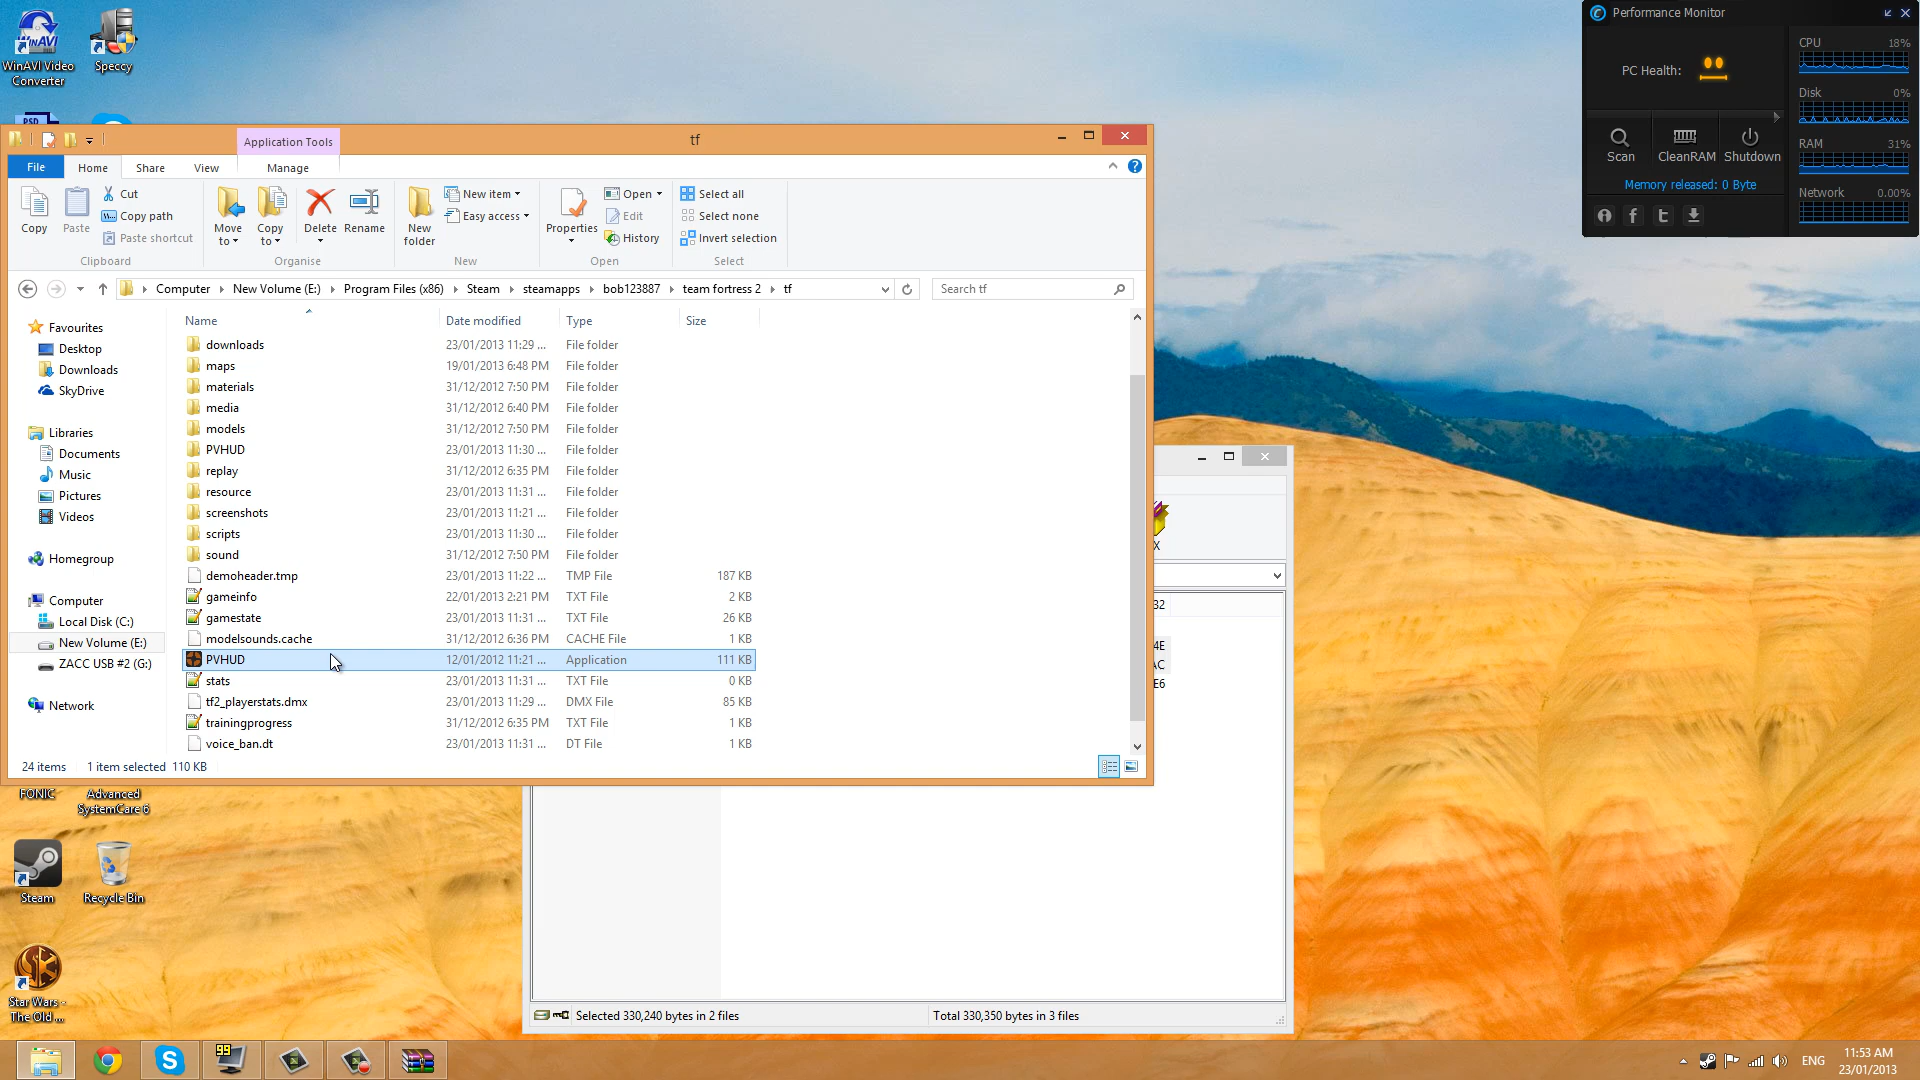 WinAVI Video
Converter
Speccy
PSD
Application Tools
tf
File
Home
Share
View
Manage
Copy
Paste
Cut
Copy path
Paste shortcut
Clipboard
Move
to
Copy
to
Delete
Rename
Organise
New
folder
New item
Easy access
New
Properties
Open
Edit
History
Open
Select all
Select none
Invert selection
Select
Computer
New Volume (E:)
Program Files (x86)
Steam
steamapps
bob123887
team fortress 2
tf
Search tf
Favourites
Desktop
Downloads
SkyDrive
Libraries
Documents
Music
Pictures
Videos
Homegroup
Computer
Local Disk (C:)
New Volume (E:)
ZACC USB #2 (G:)
Network
Name Date modified Type Size
downloads 23/01/2013 11:29 ... File folder
maps 19/01/2013 6:48 PM File folder
materials 31/12/2012 7:50 PM File folder
media 31/12/2012 6:40 PM File folder
models 31/12/2012 7:50 PM File folder
PVHUD 23/01/2013 11:30 ... File folder
replay 31/12/2012 6:35 PM File folder
resource 23/01/2013 11:31 ... File folder
screenshots 23/01/2013 11:21 ... File folder
scripts 23/01/2013 11:30 ... File folder
sound 31/12/2012 7:50 PM File folder
demoheader.tmp 23/01/2013 11:22 ... TMP File 187 KB
gameinfo 22/01/2013 2:21 PM TXT File 2 KB
gamestate 23/01/2013 11:31 ... TXT File 26 KB
modelsounds.cache 31/12/2012 6:36 PM CACHE File 1 KB
PVHUD 12/01/2012 11:21 ... Application 111 KB
stats 23/01/2013 11:31 ... TXT File 0 KB
tf2_playerstats.dmx 23/01/2013 11:29 ... DMX File 85 KB
trainingprogress 31/12/2012 6:35 PM TXT File 1 KB
voice_ban.dt 23/01/2013 11:31 ... DT File 1 KB
24 items 1 item selected 110 KB
X
32
4E
AC
E6
Selected 330,240 bytes in 2 files
Total 330,350 bytes in 3 files
Performance Monitor
PC Health:
Scan
CleanRAM
Shutdown
Memory released: 0 Byte
CPU 18%
Disk 0%
RAM 31%
Network 0.00%
FONIC
Advanced
SystemCare 6
Steam
Recycle Bin
Star Wars -
The Old ...
99
ENG
11:53 AM
23/01/2013